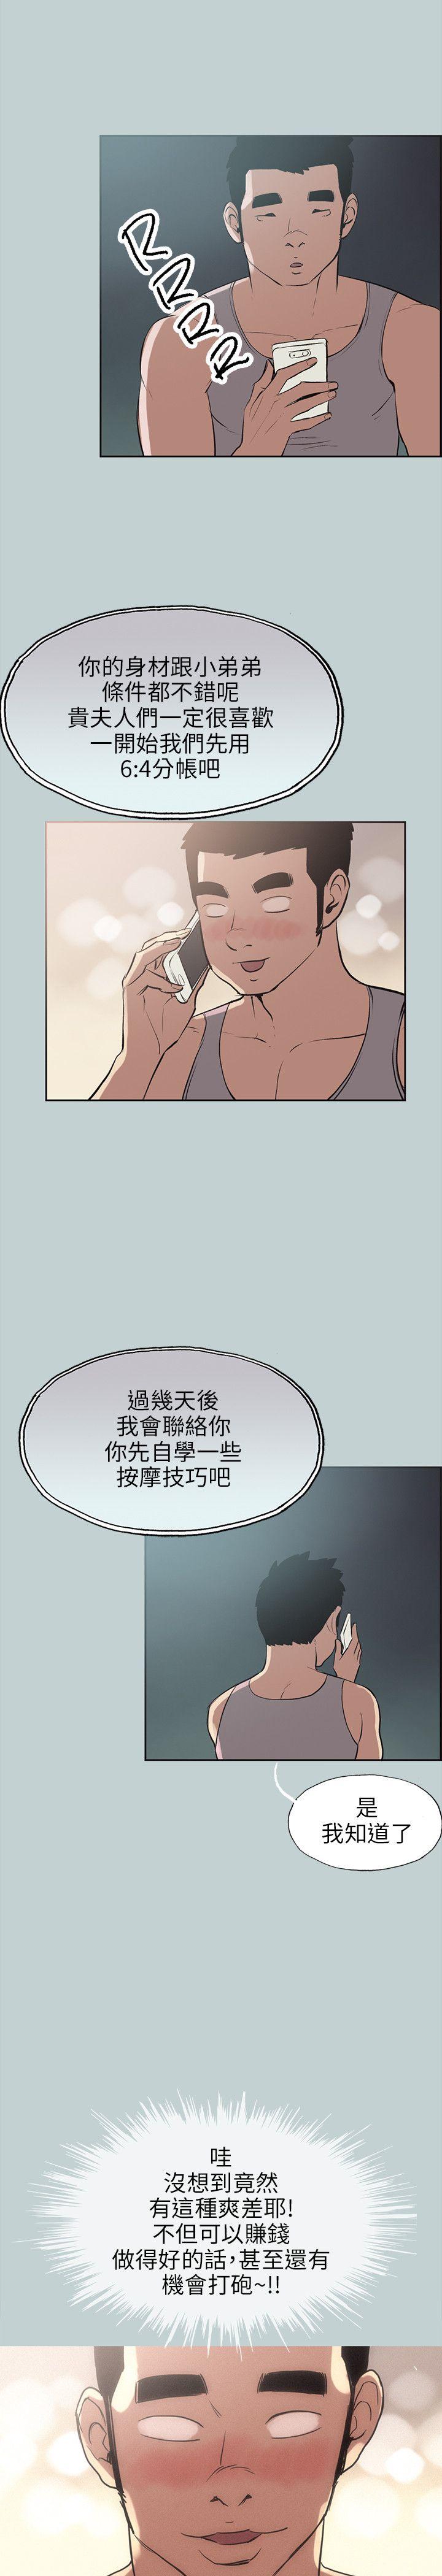 R
R
R
R
你的身材跟小弟弟
條件都不錯呢
貴夫人們一定很喜歡
一開始我們先用
6:4分帳吧
過幾天後
我會聯絡你
你先自學一些
按摩技巧吧
是
我知道了
哇
沒想到竟然
有這種爽差耶!
不但可以賺錢
做得好的話,甚至還有
機會打砲~!!